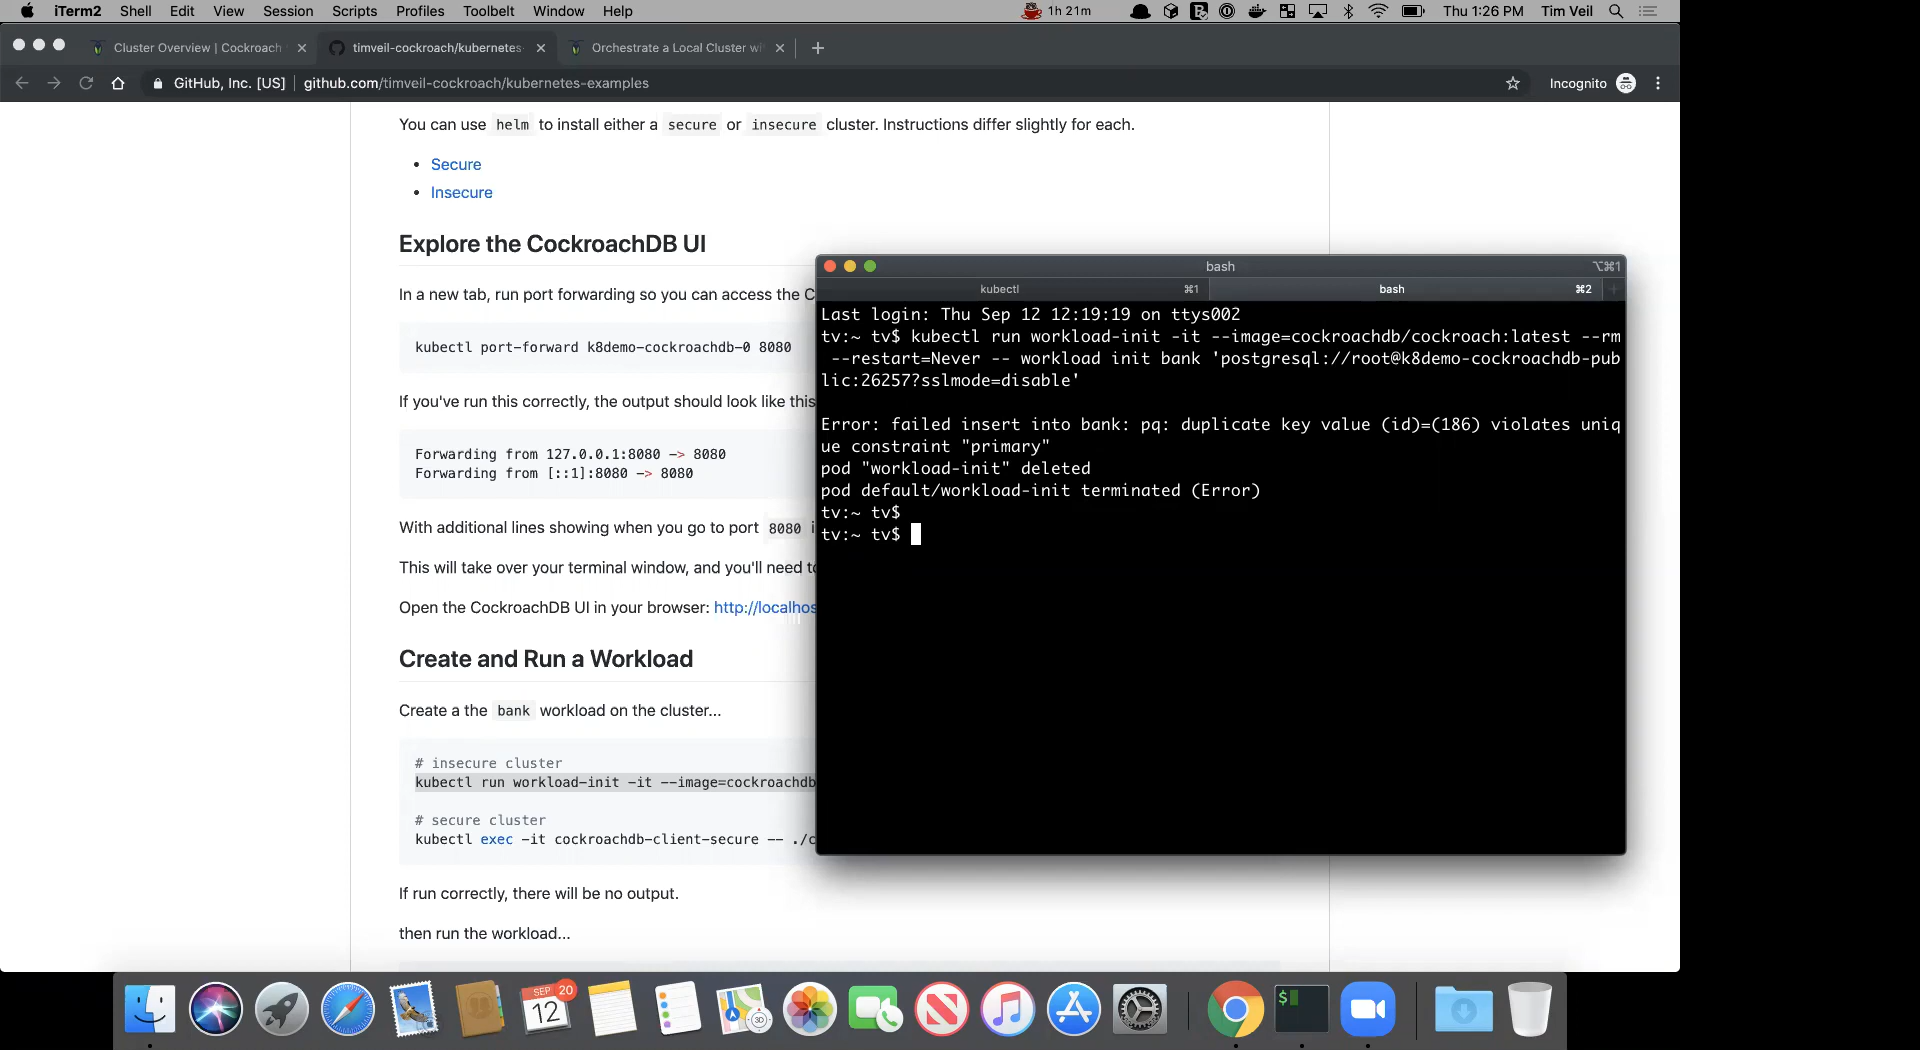 iTerm2 Shell Edit View Session Scripts Profiles Toolbelt Window Help 1h 21m Thu 1:26 PM Tim Veil
Cluster Overview | Cockroach timveil-cockroach/kubernetes- Orchestrate a Local Cluster wi
GitHub, Inc. [US] github.com/timveil-cockroach/kubernetes-examples Incognito
You can use helm to install either a secure or insecure cluster. Instructions differ slightly for each.
• Secure
• Insecure
Explore the CockroachDB UI
In a new tab, run port forwarding so you can access the C
kubectl port-forward k8demo-cockroachdb-0 8080
If you've run this correctly, the output should look like this
Forwarding from 127.0.0.1:8080 -> 8080
Forwarding from [::1]:8080 -> 8080
With additional lines showing when you go to port 8080 i
This will take over your terminal window, and you'll need to
Open the CockroachDB UI in your browser: http://localhos
Create and Run a Workload
Create a the bank workload on the cluster...
# insecure cluster
kubectl run workload-init -it --image=cockroachdb
# secure cluster
kubectl exec -it cockroachdb-client-secure -- ./c
If run correctly, there will be no output.
then run the workload...
bash ⌥⌘1
kubectl ⌘1 bash ⌘2
Last login: Thu Sep 12 12:19:19 on ttys002
tv:~ tv$ kubectl run workload-init -it --image=cockroachdb/cockroach:latest --rm
--restart=Never -- workload init bank 'postgresql://root@k8demo-cockroachdb-pub
lic:26257?sslmode=disable'
Error: failed insert into bank: pq: duplicate key value (id)=(186) violates uniq
ue constraint "primary"
pod "workload-init" deleted
pod default/workload-init terminated (Error)
tv:~ tv$
tv:~ tv$
SEP 20
12
3D
$